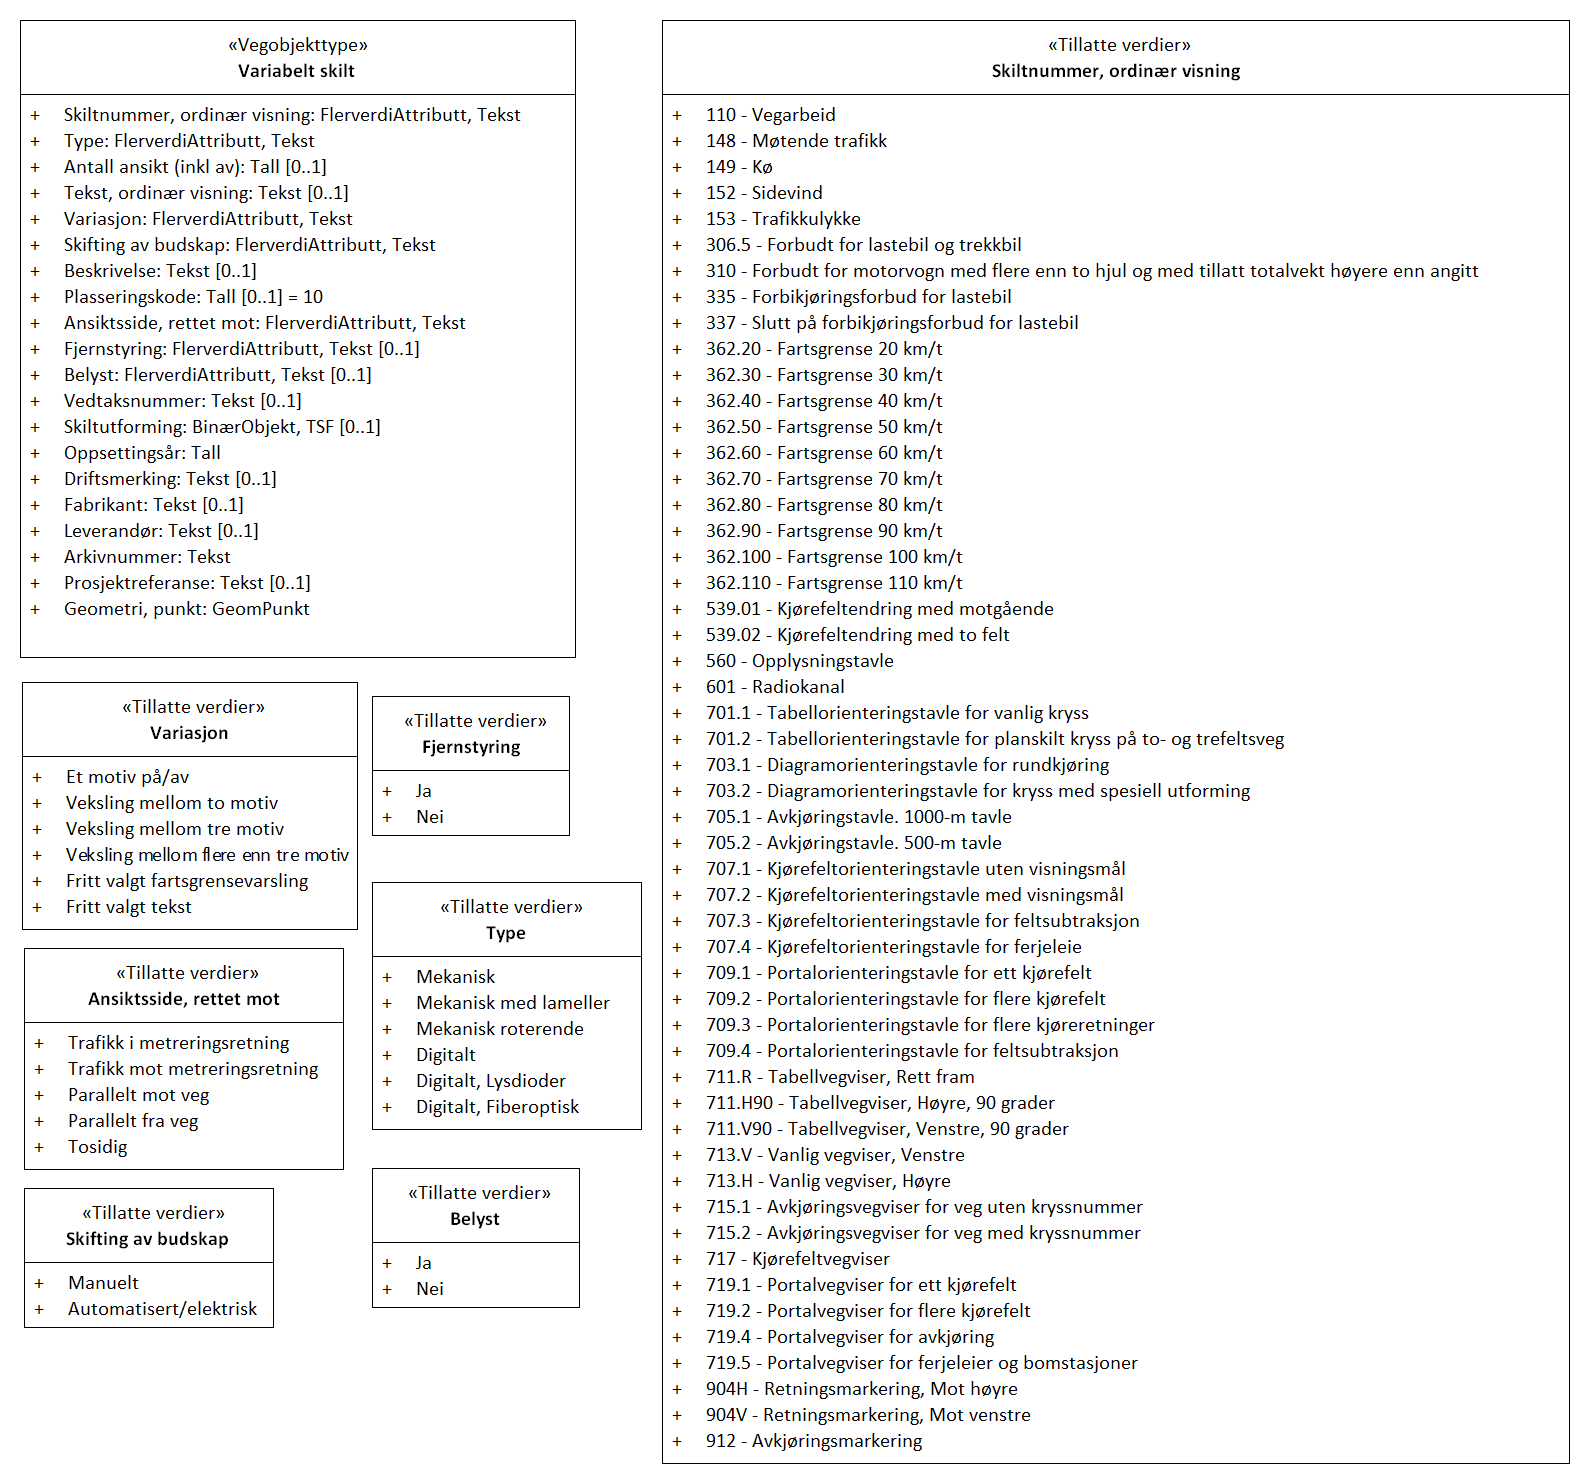 «Vegobjekttype»
Variabelt skilt
+ Skiltnummer, ordinær visning: FlerverdiAttributt, Tekst
+ Type: FlerverdiAttributt, Tekst
+ Antall ansikt (inkl av): Tall [0..1]
+ Tekst, ordinær visning: Tekst [0..1]
+ Variasjon: FlerverdiAttributt, Tekst
+ Skifting av budskap: FlerverdiAttributt, Tekst
+ Beskrivelse: Tekst [0..1]
+ Plasseringskode: Tall [0..1] = 10
+ Ansiktsside, rettet mot: FlerverdiAttributt, Tekst
+ Fjernstyring: FlerverdiAttributt, Tekst [0..1]
+ Belyst: FlerverdiAttributt, Tekst [0..1]
+ Vedtaksnummer: Tekst [0..1]
+ Skiltutforming: BinærObjekt, TSF [0..1]
+ Oppsettingsår: Tall
+ Driftsmerking: Tekst [0..1]
+ Fabrikant: Tekst [0..1]
+ Leverandør: Tekst [0..1]
+ Arkivnummer: Tekst
+ Prosjektreferanse: Tekst [0..1]
+ Geometri, punkt: GeomPunkt
«Tillatte verdier»
Variasjon
+ Et motiv på/av
+ Veksling mellom to motiv
+ Veksling mellom tre motiv
+ Veksling mellom flere enn tre motiv
+ Fritt valgt fartsgrensevarsling
+ Fritt valgt tekst
«Tillatte verdier»
Ansiktsside, rettet mot
+ Trafikk i metreringsretning
+ Trafikk mot metreringsretning
+ Parallelt mot veg
+ Parallelt fra veg
+ Tosidig
«Tillatte verdier»
Skifting av budskap
+ Manuelt
+ Automatisert/elektrisk
«Tillatte verdier»
Fjernstyring
+ Ja
+ Nei
«Tillatte verdier»
Type
+ Mekanisk
+ Mekanisk med lameller
+ Mekanisk roterende
+ Digitalt
+ Digitalt, Lysdioder
+ Digitalt, Fiberoptisk
«Tillatte verdier»
Belyst
+ Ja
+ Nei
«Tillatte verdier»
Skiltnummer, ordinær visning
+ 110 - Vegarbeid
+ 148 - Møtende trafikk
+ 149 - Kø
+ 152 - Sidevind
+ 153 - Trafikkulykke
+ 306.5 - Forbudt for lastebil og trekkbil
+ 310 - Forbudt for motorvogn med flere enn to hjul og med tillatt totalvekt høyere enn angitt
+ 335 - Forbikjøringsforbud for lastebil
+ 337 - Slutt på forbikjøringsforbud for lastebil
+ 362.20 - Fartsgrense 20 km/t
+ 362.30 - Fartsgrense 30 km/t
+ 362.40 - Fartsgrense 40 km/t
+ 362.50 - Fartsgrense 50 km/t
+ 362.60 - Fartsgrense 60 km/t
+ 362.70 - Fartsgrense 70 km/t
+ 362.80 - Fartsgrense 80 km/t
+ 362.90 - Fartsgrense 90 km/t
+ 362.100 - Fartsgrense 100 km/t
+ 362.110 - Fartsgrense 110 km/t
+ 539.01 - Kjørefeltendring med motgående
+ 539.02 - Kjørefeltendring med to felt
+ 560 - Opplysningstavle
+ 601 - Radiokanal
+ 701.1 - Tabellorienteringstavle for vanlig kryss
+ 701.2 - Tabellorienteringstavle for planskilt kryss på to- og trefeltsveg
+ 703.1 - Diagramorienteringstavle for rundkjøring
+ 703.2 - Diagramorienteringstavle for kryss med spesiell utforming
+ 705.1 - Avkjøringstavle. 1000-m tavle
+ 705.2 - Avkjøringstavle. 500-m tavle
+ 707.1 - Kjørefeltorienteringstavle uten visningsmål
+ 707.2 - Kjørefeltorienteringstavle med visningsmål
+ 707.3 - Kjørefeltorienteringstavle for feltsubtraksjon
+ 707.4 - Kjørefeltorienteringstavle for ferjeleie
+ 709.1 - Portalorienteringstavle for ett kjørefelt
+ 709.2 - Portalorienteringstavle for flere kjørefelt
+ 709.3 - Portalorienteringstavle for flere kjøreretninger
+ 709.4 - Portalorienteringstavle for feltsubtraksjon
+ 711.R - Tabellvegviser, Rett fram
+ 711.H90 - Tabellvegviser, Høyre, 90 grader
+ 711.V90 - Tabellvegviser, Venstre, 90 grader
+ 713.V - Vanlig vegviser, Venstre
+ 713.H - Vanlig vegviser, Høyre
+ 715.1 - Avkjøringsvegviser for veg uten kryssnummer
+ 715.2 - Avkjøringsvegviser for veg med kryssnummer
+ 717 - Kjørefeltvegviser
+ 719.1 - Portalvegviser for ett kjørefelt
+ 719.2 - Portalvegviser for flere kjørefelt
+ 719.4 - Portalvegviser for avkjøring
+ 719.5 - Portalvegviser for ferjeleier og bomstasjoner
+ 904H - Retningsmarkering, Mot høyre
+ 904V - Retningsmarkering, Mot venstre
+ 912 - Avkjøringsmarkering